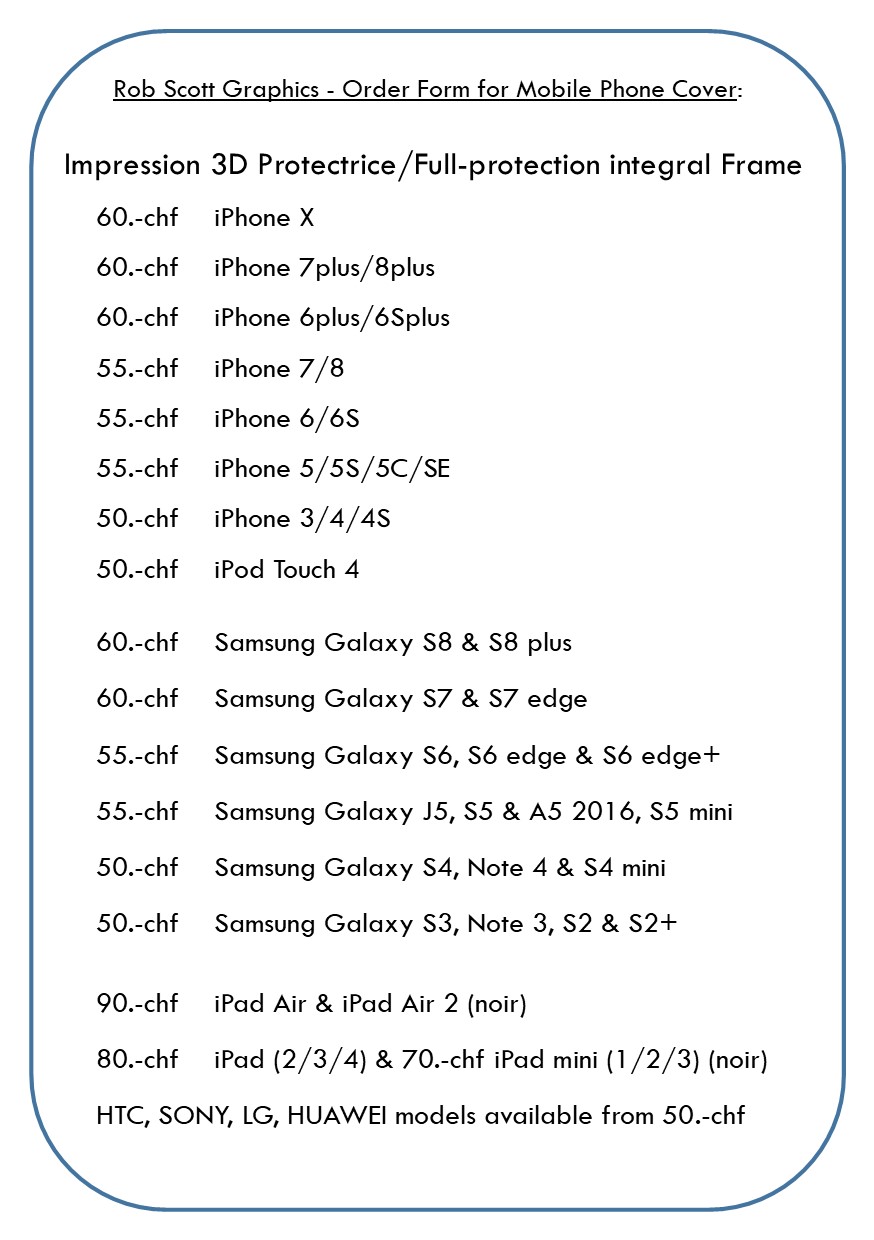 Rob Scott Graphics - Order Form for Mobile Phone Cover:
Impression 3D Protectrice/Full-protection integral Frame
60.-chf iPhone X
60.-chf iPhone 7plus/8plus
60.-chf iPhone 6plus/6Splus
55.-chf iPhone 7/8
55.-chf iPhone 6/6S
55.-chf iPhone 5/5S/5C/SE
50.-chf iPhone 3/4/4S
50.-chf iPod Touch 4
60.-chf Samsung Galaxy S8 & S8 plus
60.-chf Samsung Galaxy S7 & S7 edge
55.-chf Samsung Galaxy S6, S6 edge & S6 edge+
55.-chf Samsung Galaxy J5, S5 & A5 2016, S5 mini
50.-chf Samsung Galaxy S4, Note 4 & S4 mini
50.-chf Samsung Galaxy S3, Note 3, S2 & S2+
90.-chf iPad Air & iPad Air 2 (noir)
80.-chf iPad (2/3/4) & 70.-chf iPad mini (1/2/3) (noir)
HTC, SONY, LG, HUAWEI models available from 50.-chf